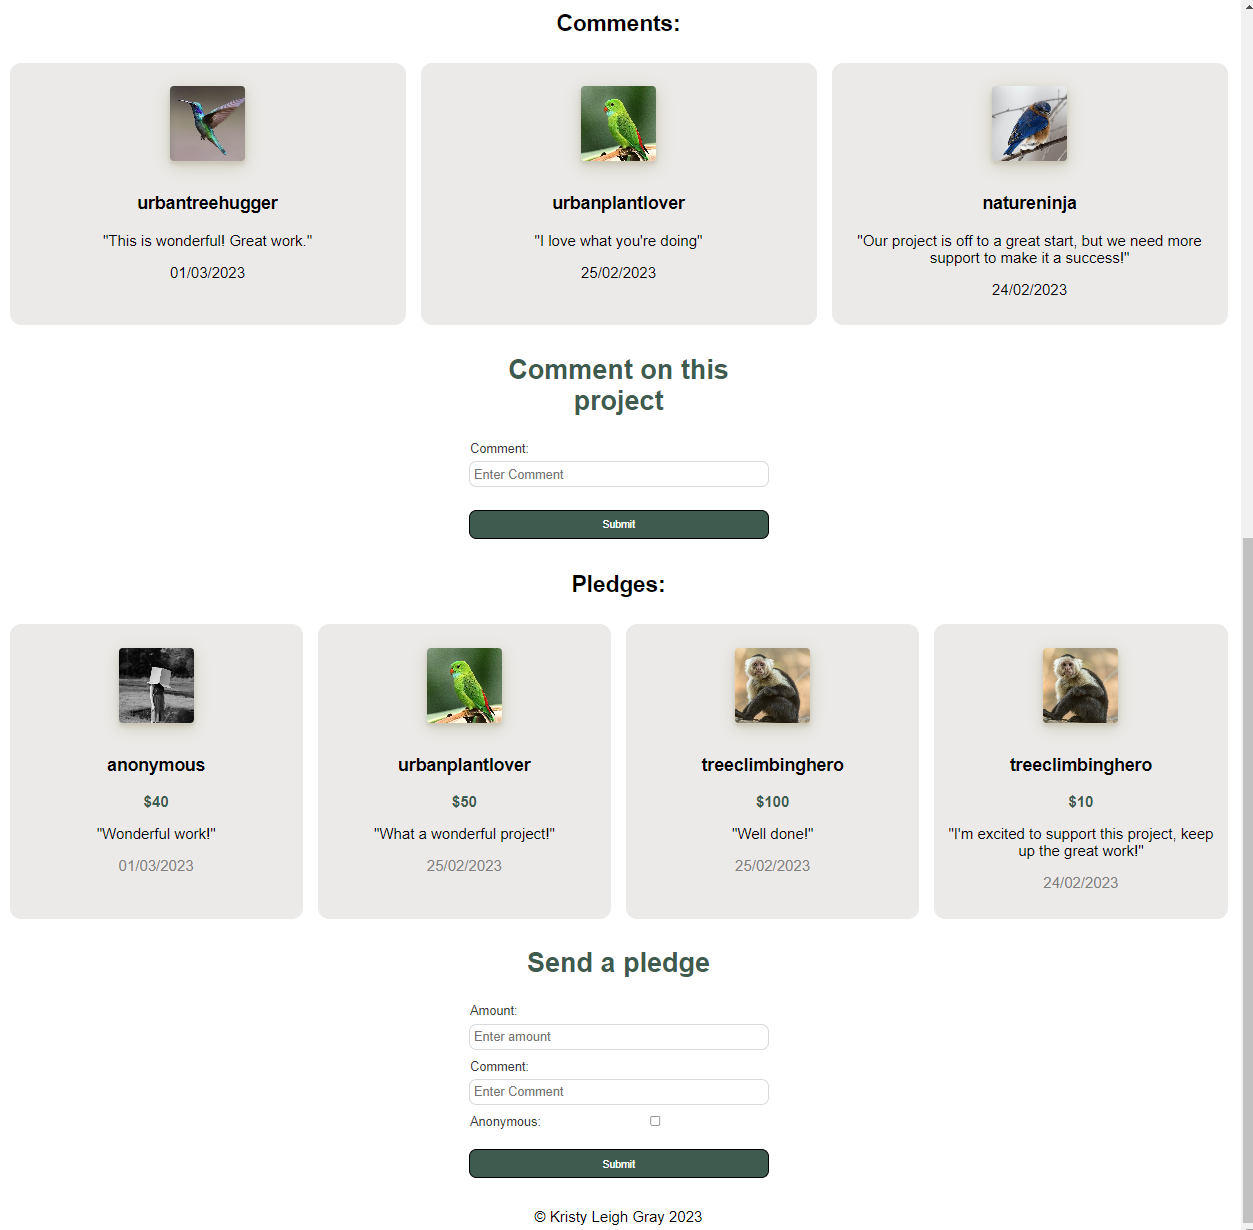 Comments:
urbantreehugger
"This is wonderful! Great work."
01/03/2023
urbanplantlover
"I love what you're doing"
25/02/2023
natureninja
"Our project is off to a great start, but we need more
support to make it a success!"
24/02/2023
Comment on this
project
Comment:
Enter Comment
Submit
Pledges:
anonymous
$40
"Wonderful work!"
01/03/2023
urbanplantlover
$50
"What a wonderful project!"
25/02/2023
treeclimbinghero
$100
"Well done!"
25/02/2023
treeclimbinghero
$10
"I'm excited to support this project, keep
up the great work!"
24/02/2023
Send a pledge
Amount:
Enter amount
Comment:
Enter Comment
Anonymous:
Submit
© Kristy Leigh Gray 2023